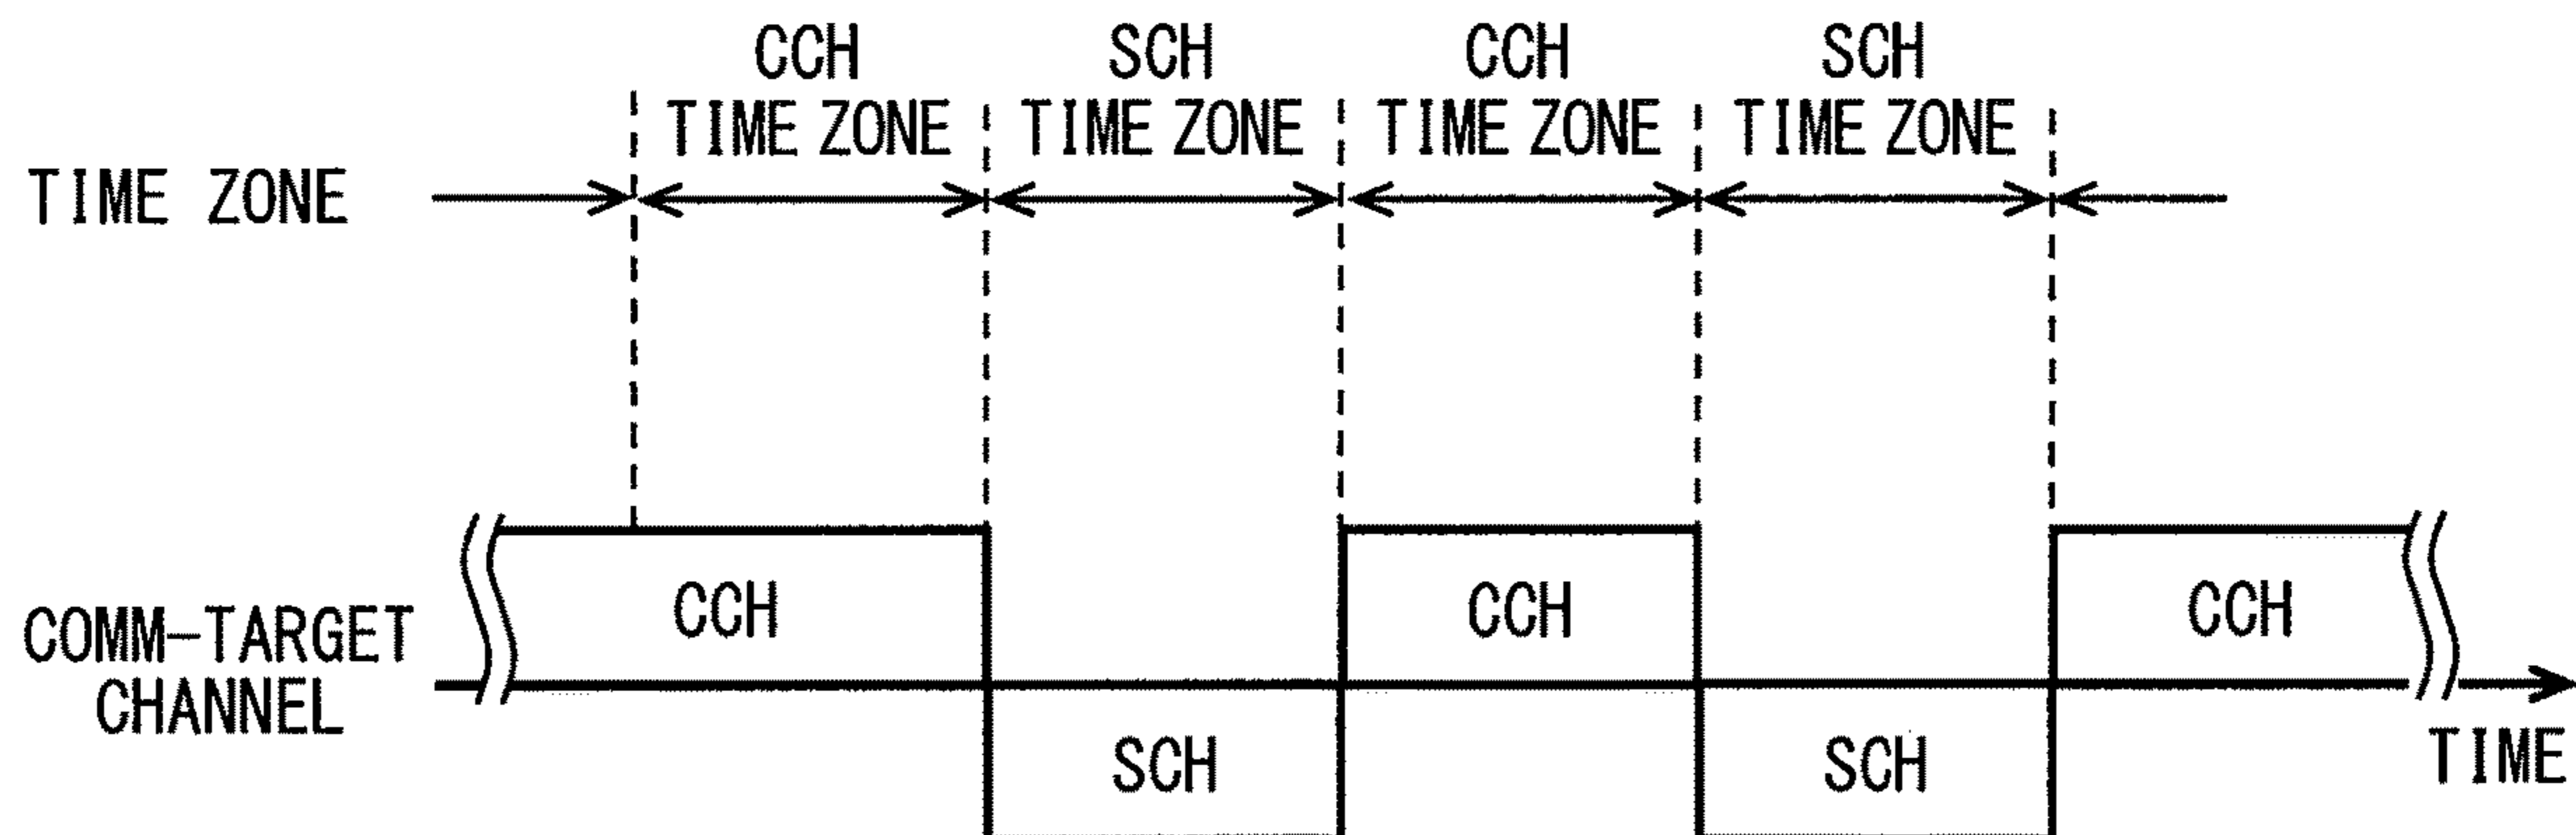 CCH SCH CCH SCH
TIME ZONE TIME ZONE TIME ZONE TIME ZONE
TIME ZONE
CCH CCH CCH
COMM-TARGET
CHANNEL
SCH SCH
TIME